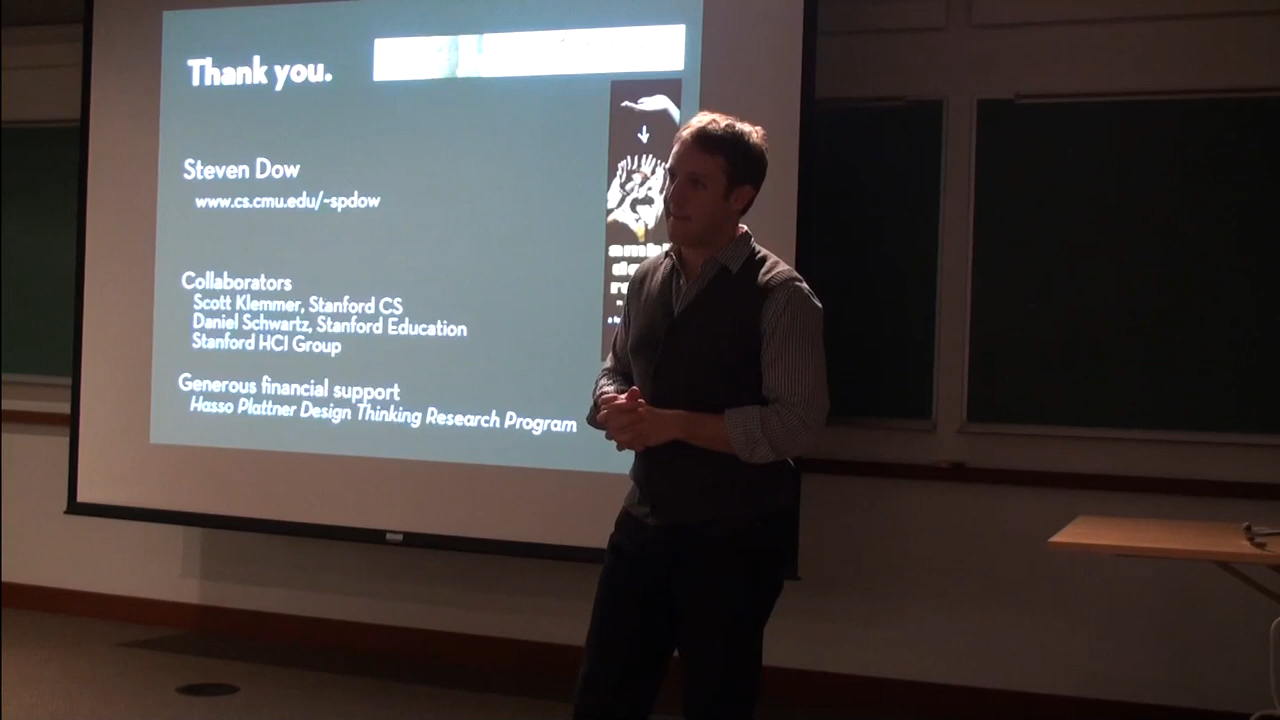 Thank you.
Steven Dow
www.cs.cmu.edu/~spdow
Collaborators
Scott Klemmer, Stanford CS
Daniel Schwartz, Stanford Education
Stanford HCI Group
Generous financial support
Hasso Plattner Design Thinking Research Program